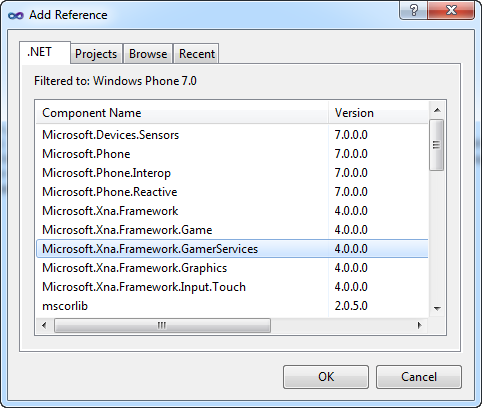 Add Reference
.NET Projects Browse Recent
Filtered to: Windows Phone 7.0
Component Name Version
Microsoft.Devices.Sensors 7.0.0.0
Microsoft.Phone 7.0.0.0
Microsoft.Phone.Interop 7.0.0.0
Microsoft.Phone.Reactive 7.0.0.0
Microsoft.Xna.Framework 4.0.0.0
Microsoft.Xna.Framework.Game 4.0.0.0
Microsoft.Xna.Framework.GamerServices 4.0.0.0
Microsoft.Xna.Framework.Graphics 4.0.0.0
Microsoft.Xna.Framework.Input.Touch 4.0.0.0
mscorlib 2.0.5.0
OK Cancel